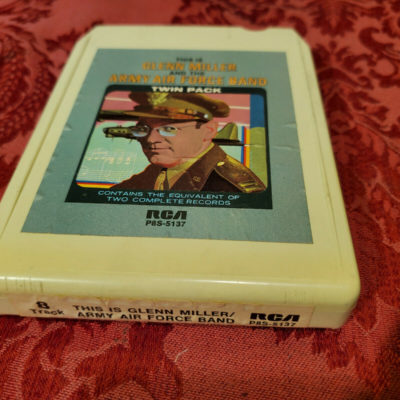 THIS IS
GLENN MILLER
AND THE
ARMY AIR FORCE BAND
TWIN PACK
CONTAINS THE EQUIVALENT OF
TWO COMPLETE RECORDS
RCA
P8S-5137
8 Track
THIS IS GLENN MILLER/
ARMY AIR FORCE BAND
RCA
P8S-5137